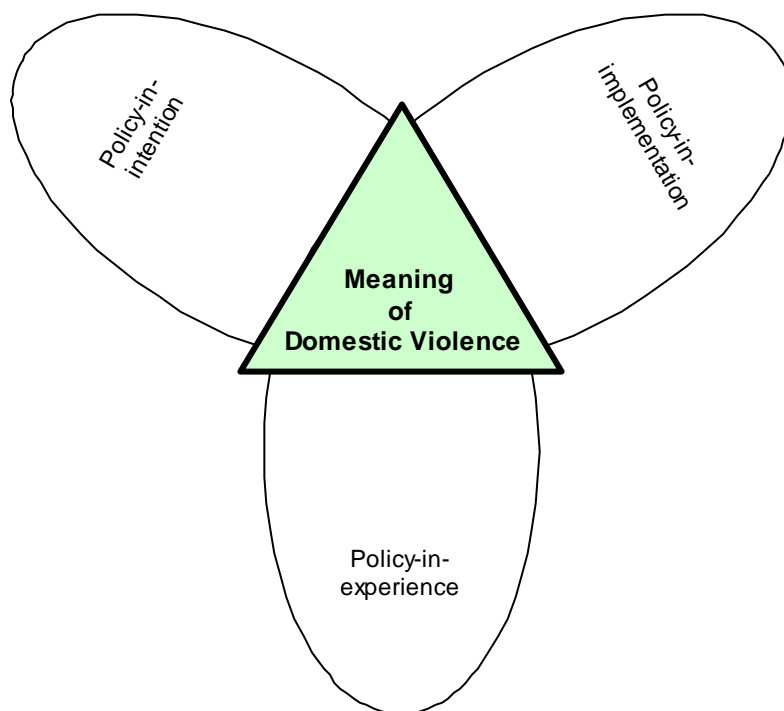 Policy-in-
intention
Policy-in-
implementation
Meaning
of
Domestic Violence
Policy-in-
experience